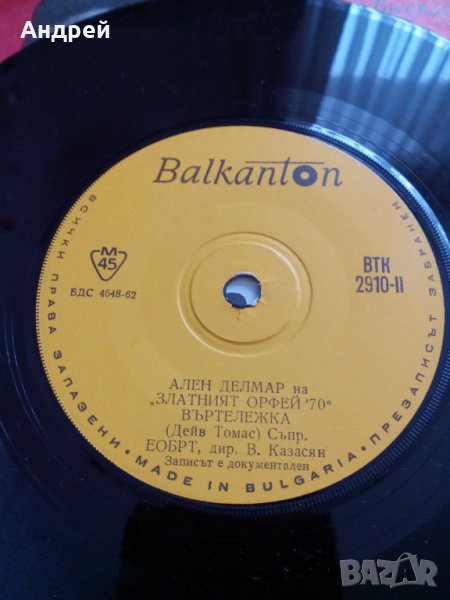 Андрей
Balkanton
ВСИЧКИ ПРАВА ЗАПАЗЕНИ. MADE IN BULGARIA. ПРЕЗАПИСЪТ ЗАБРАНЕН
М
45
БДС 4648-62
ВТК
2910-II
АЛЕН ДЕЛМАР на
„ЗЛАТНИЯТ ОРФЕЙ '70“
ВЪРТЕЛЕЖКА
(Дейв Томас) Съпр.
ЕОБРТ, дир. В. Казасян
Записът е документален
BAZAR